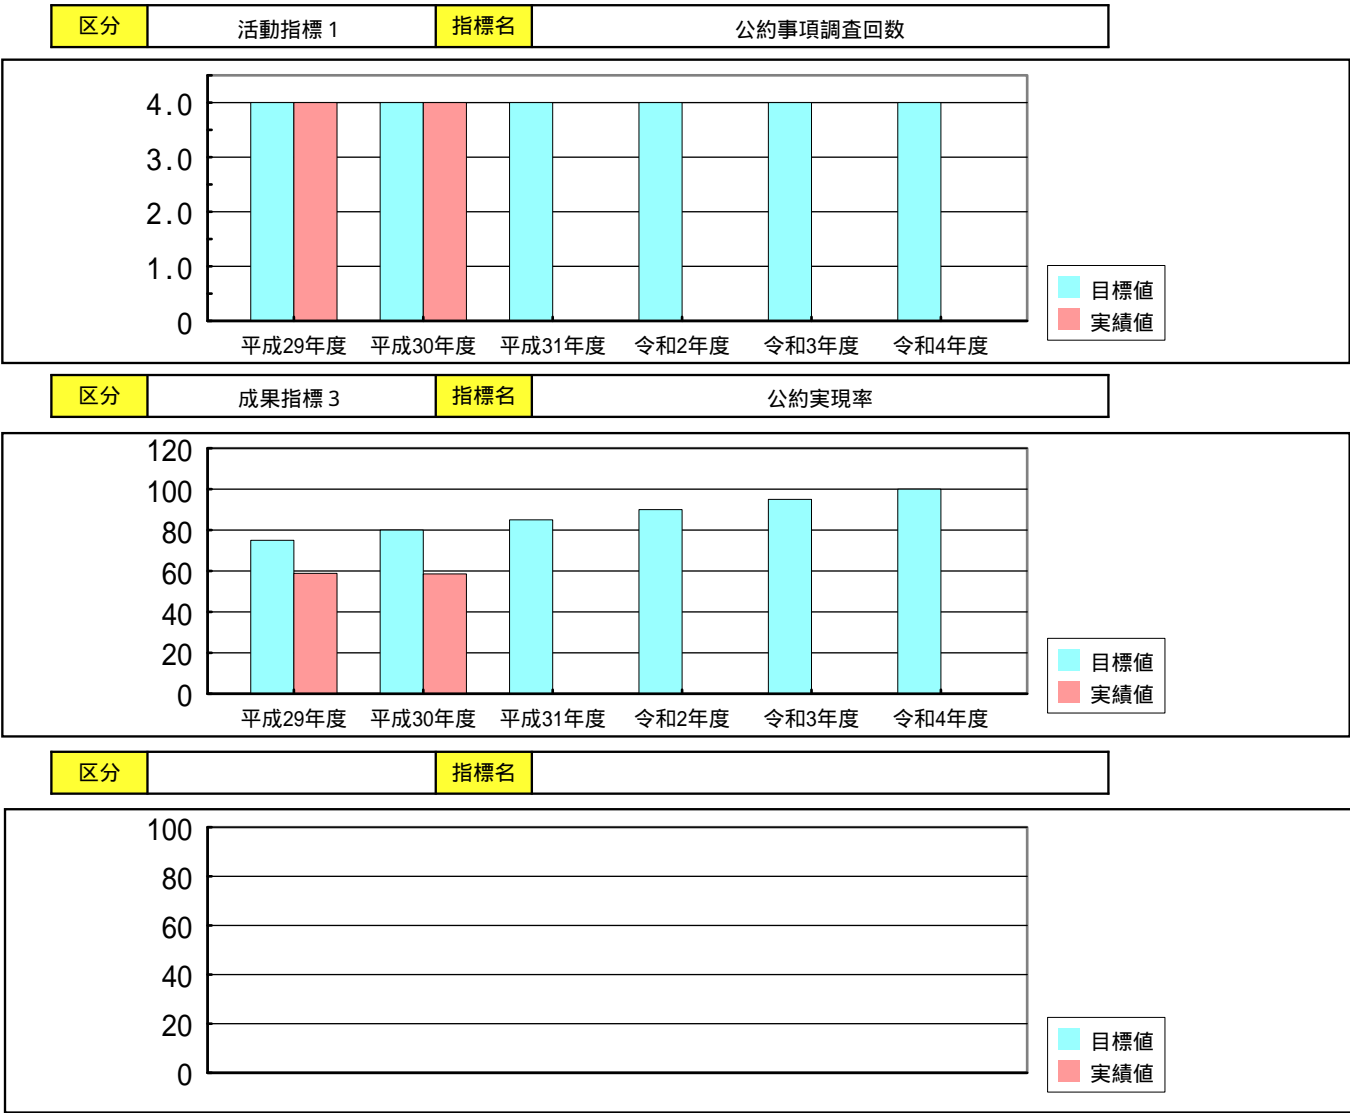 区分 活動指標1 指標名 公約事項調査回数
4.0
3.0
2.0
1.0
0
平成29年度 平成30年度 平成31年度 令和2年度 令和3年度 令和4年度
目標値
実績値
区分 成果指標3 指標名 公約実現率
120
100
80
60
40
20
0
平成29年度 平成30年度 平成31年度 令和2年度 令和3年度 令和4年度
目標値
実績値
区分 指標名
100
80
60
40
20
0
目標値
実績値